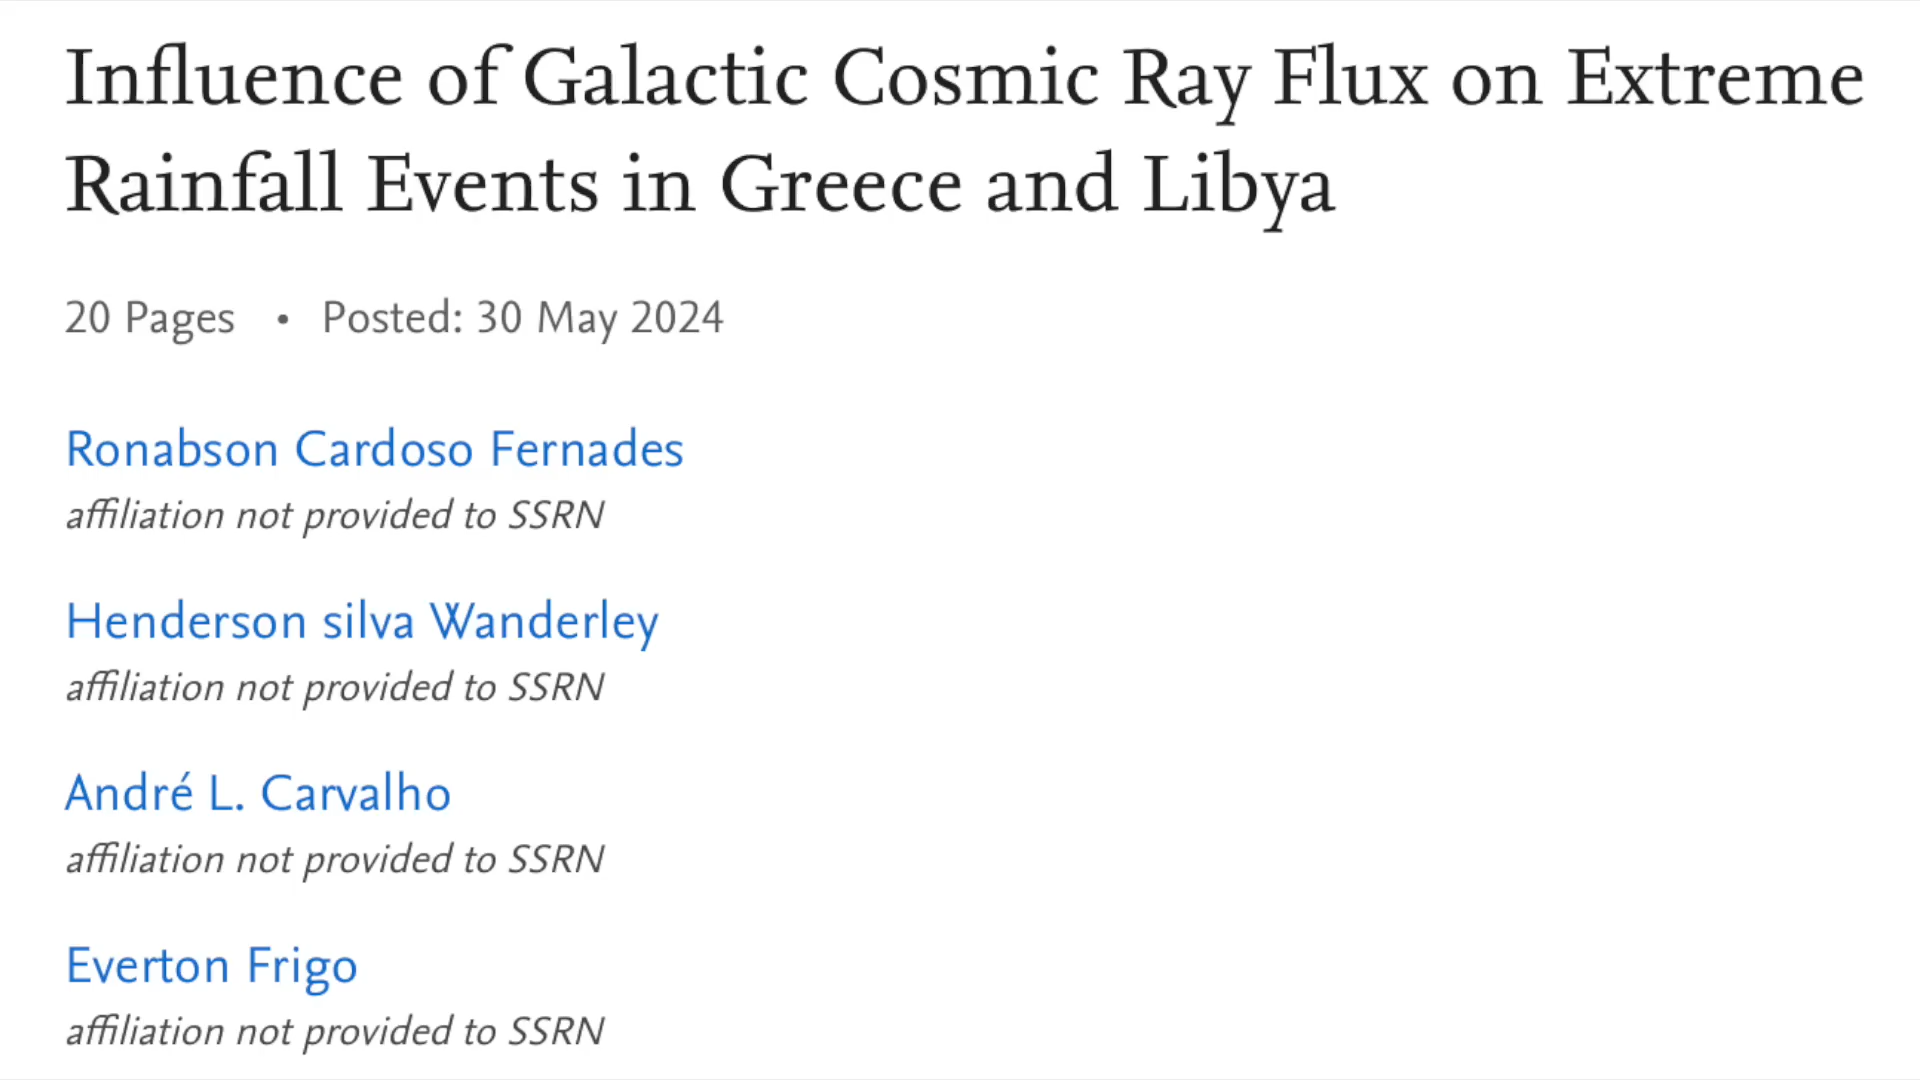 Influence of Galactic Cosmic Ray Flux on Extreme
Rainfall Events in Greece and Libya
20 Pages • Posted: 30 May 2024
Ronabson Cardoso Fernades
affiliation not provided to SSRN
Henderson silva Wanderley
affiliation not provided to SSRN
André L. Carvalho
affiliation not provided to SSRN
Everton Frigo
affiliation not provided to SSRN